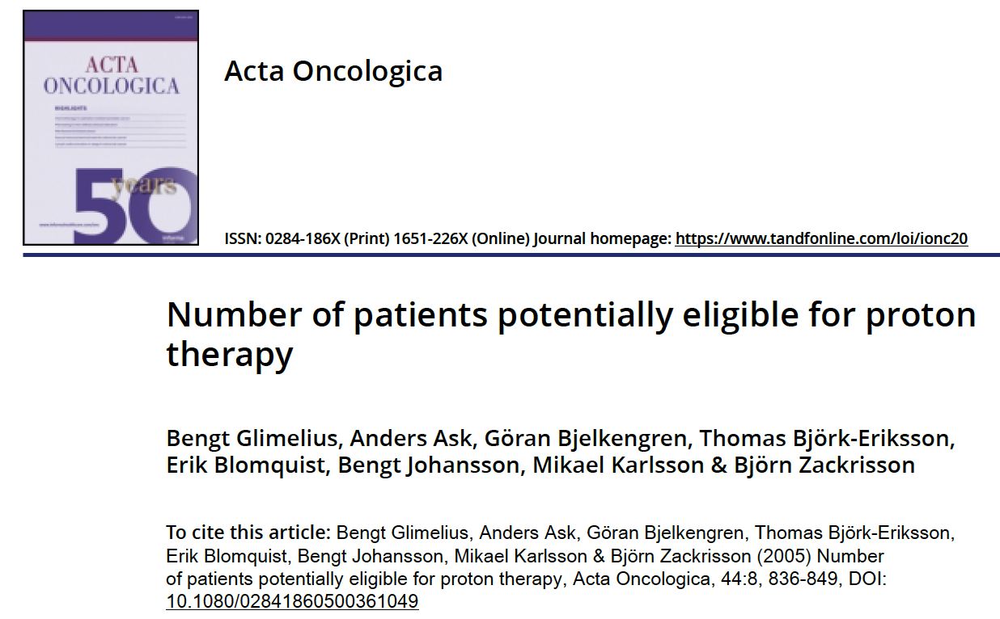 ACTA
ONCOLOGICA
HIGHLIGHTS
50
years
Acta Oncologica
ISSN: 0284-186X (Print) 1651-226X (Online) Journal homepage: https://www.tandfonline.com/loi/ionc20
Number of patients potentially eligible for proton
therapy
Bengt Glimelius, Anders Ask, Göran Bjelkengren, Thomas Björk-Eriksson,
Erik Blomquist, Bengt Johansson, Mikael Karlsson & Björn Zackrisson
To cite this article: Bengt Glimelius, Anders Ask, Göran Bjelkengren, Thomas Björk-Eriksson,
Erik Blomquist, Bengt Johansson, Mikael Karlsson & Björn Zackrisson (2005) Number
of patients potentially eligible for proton therapy, Acta Oncologica, 44:8, 836-849, DOI:
10.1080/02841860500361049